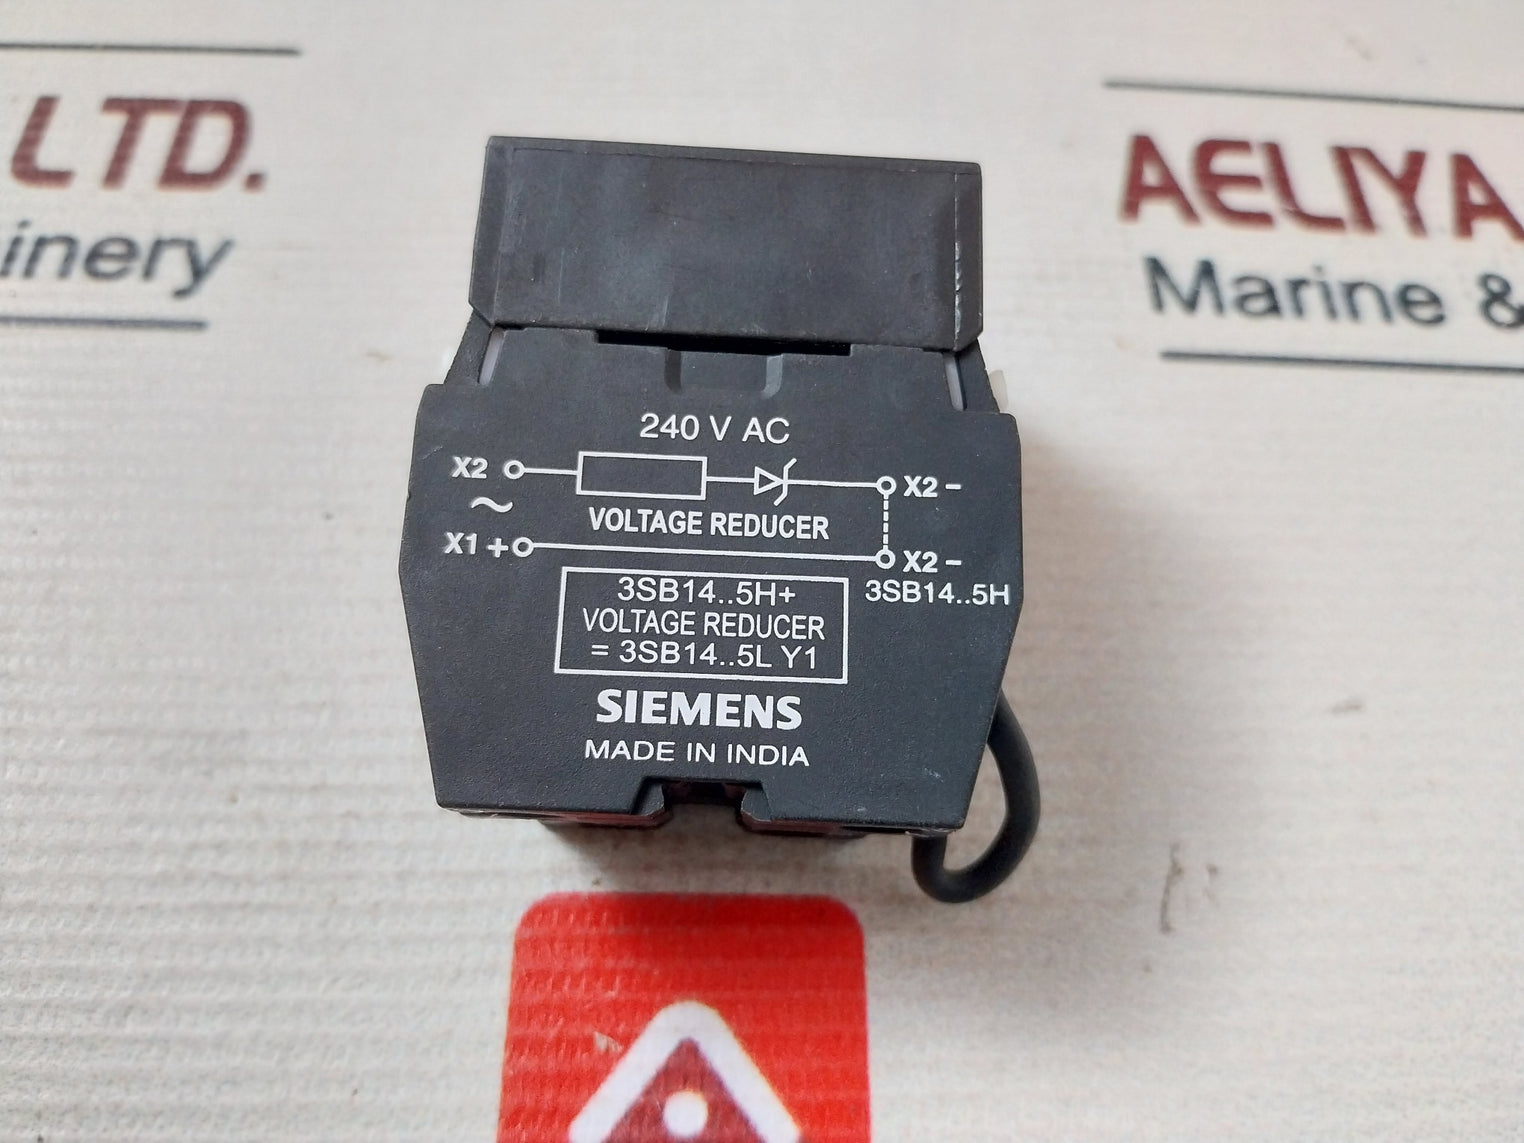 LTD.
inery
AELIYA
Marine &
240 V AC
X2
X2 -
~
VOLTAGE REDUCER
X1 +
X2 -
3SB14..5H+
3SB14..5H
VOLTAGE REDUCER
= 3SB14..5L Y1
SIEMENS
MADE IN INDIA